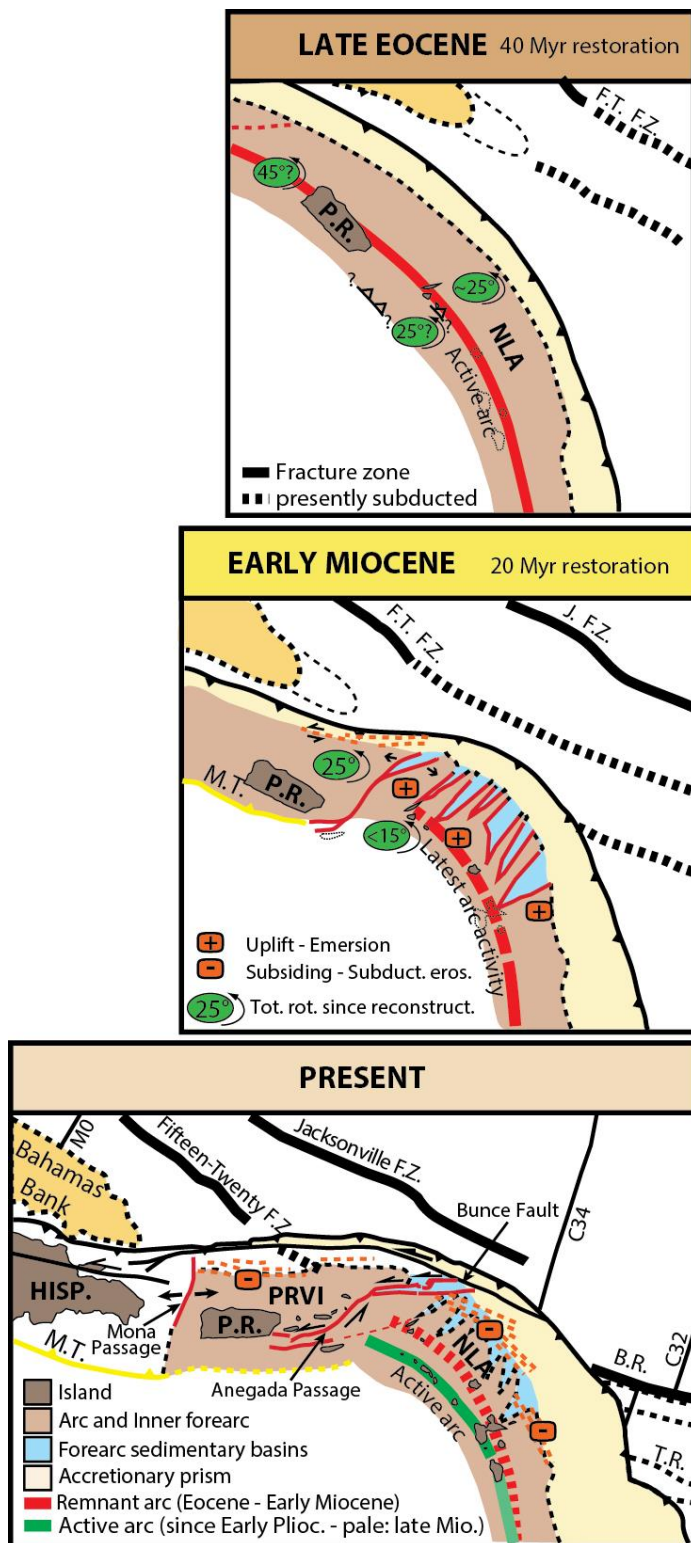 LATE EOCENE 40 Myr restoration
F.T. F.Z.
45°?
P.R.
~25°
?
25°?
?
?
NLA
Active arc
Fracture zone
presently subducted
EARLY MIOCENE 20 Myr restoration
J. F.Z.
F.T. F.Z.
25°
M.T.
P.R.
+
<15°
+
Latest arc activity
+
+ Uplift - Emersion
- Subsiding - Subduct. eros.
25° Tot. rot. since reconstruct.
PRESENT
M0
Fifteen-Twenty F.Z.
Jacksonville F.Z.
Bahamas
Bank
Bunce Fault
C34
HISP.
-
PRVI
P.R.
Mona
Passage
M.T.
Anegada Passage
NLA
-
Active arc
-
B.R.
C32
T.R.
Island
Arc and Inner forearc
Forearc sedimentary basins
Accretionary prism
Remnant arc (Eocene - Early Miocene)
Active arc (since Early Plioc. - pale: late Mio.)